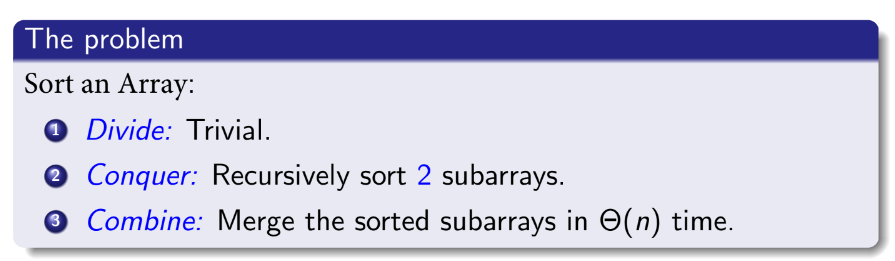 The problem
Sort an Array:
1 Divide: Trivial.
2 Conquer: Recursively sort 2 subarrays.
3 Combine: Merge the sorted subarrays in Θ(n) time.